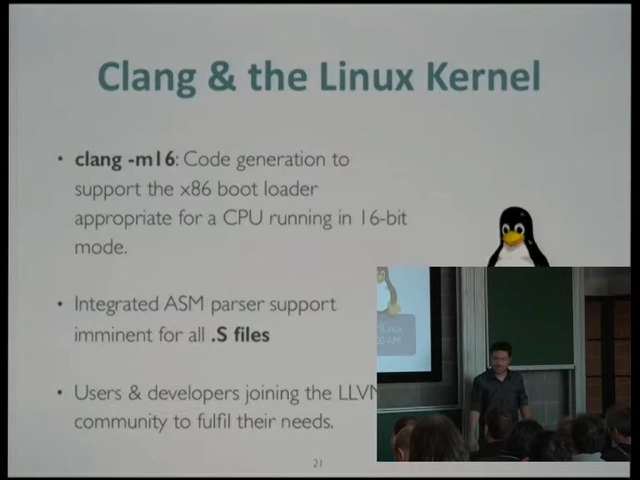 Clang & the Linux Kernel
• clang -m16: Code generation to
support the x86 boot loader
appropriate for a CPU running in 16-bit
mode.
• Integrated ASM parser support
imminent for all .S files
• Users & developers joining the
community to fulfil their needs.
21